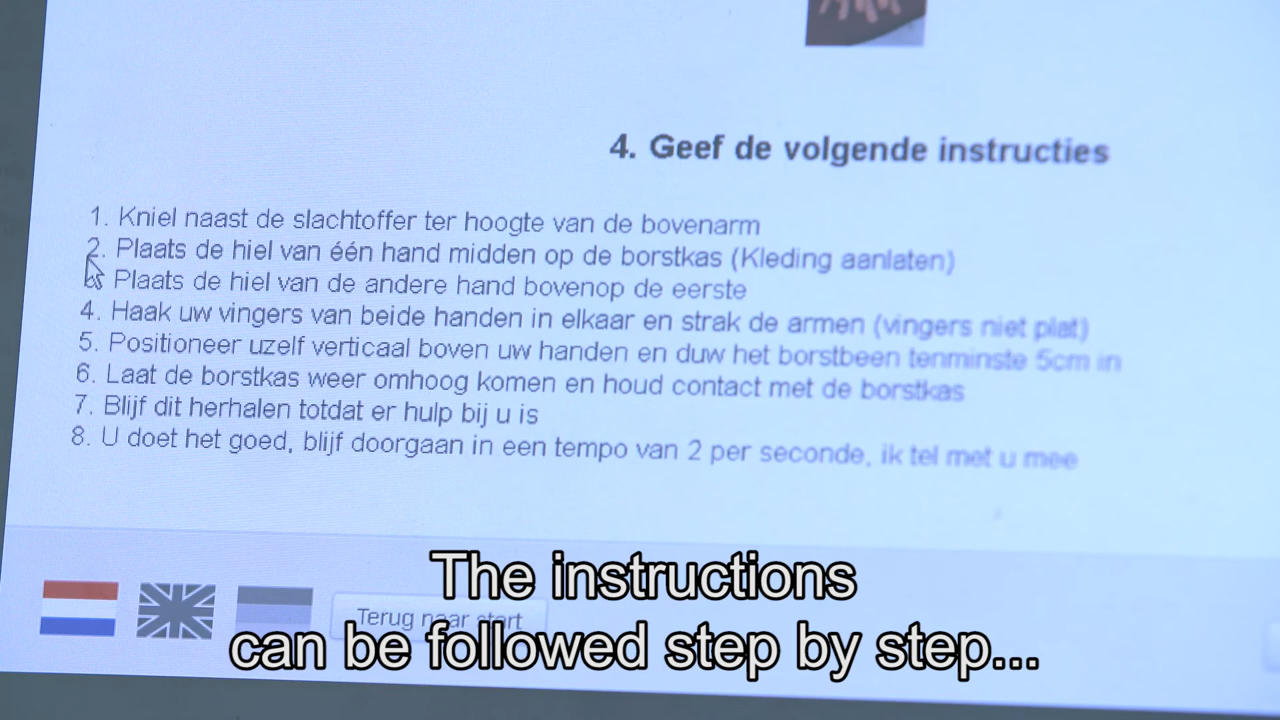 4. Geef de volgende instructies
1. Kniel naast de slachtoffer ter hoogte van de bovenarm
2. Plaats de hiel van één hand midden op de borstkas (Kleding aanlaten)
Plaats de hiel van de andere hand bovenop de eerste
4. Haak uw vingers van beide handen in elkaar en strak de armen (vingers niet plat)
5. Positioneer uzelf verticaal boven uw handen en duw het borstbeen tenminste 5cm in
6. Laat de borstkas weer omhoog komen en houd contact met de borstkas
7. Blijf dit herhalen totdat er hulp bij u is
8. U doet het goed, blijf doorgaan in een tempo van 2 per seconde, ik tel met u mee
Terug naar start
The instructions
can be followed step by step...